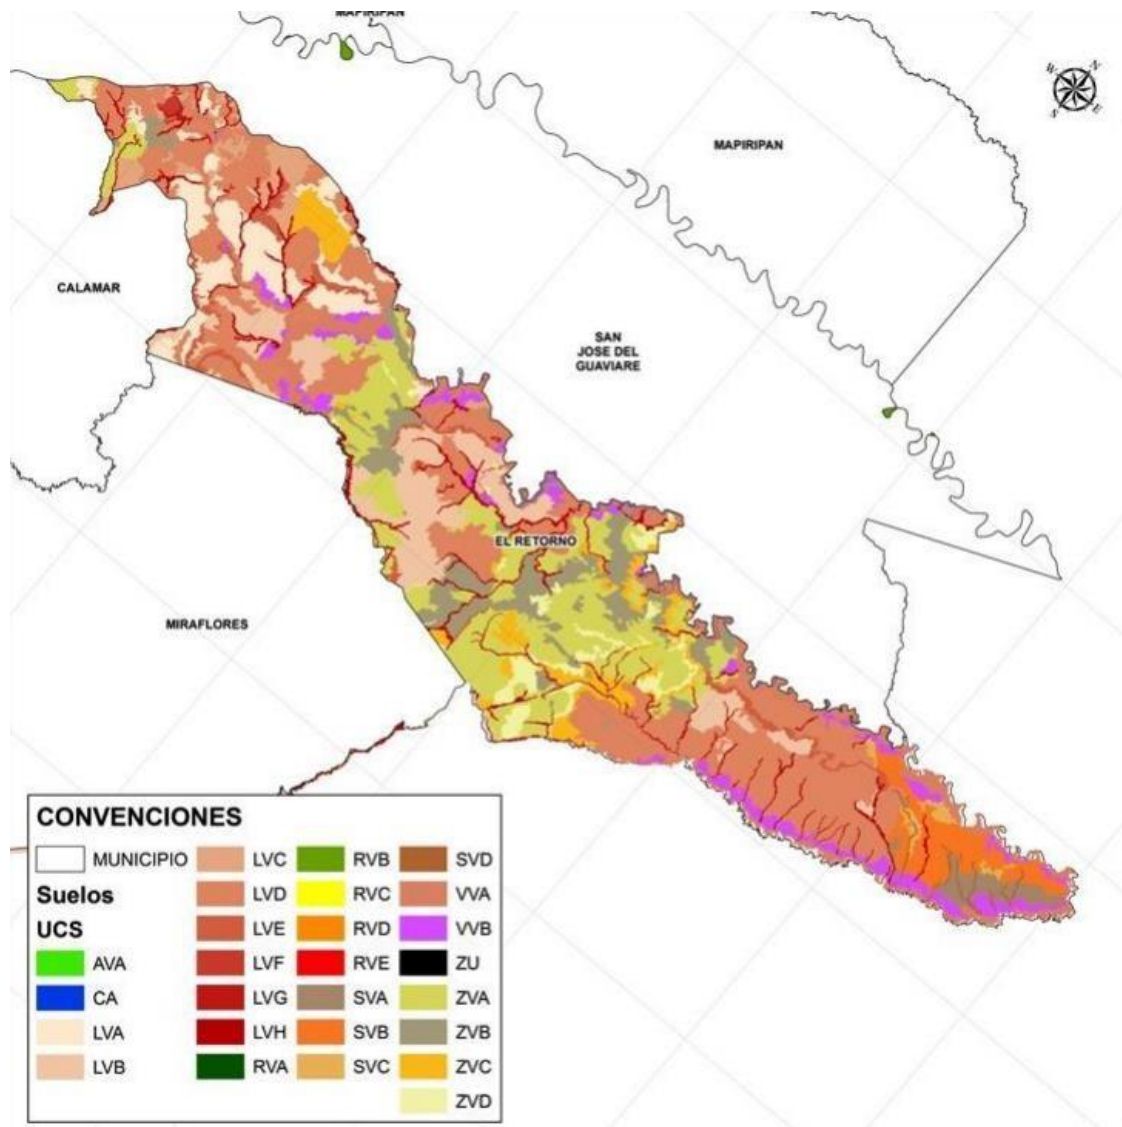 MAPIRIPAN
W N
S E
MAPIRIPAN
CALAMAR
SAN
JOSE DEL
GUAVIARE
EL RETORNO
MIRAFLORES
CONVENCIONES
MUNICIPIO
Suelos
UCS
AVA
CA
LVA
LVB
LVC
LVD
LVE
LVF
LVG
LVH
RVA
RVB
RVC
RVD
RVE
SVA
SVB
SVC
SVD
VVA
VVB
ZU
ZVA
ZVB
ZVC
ZVD